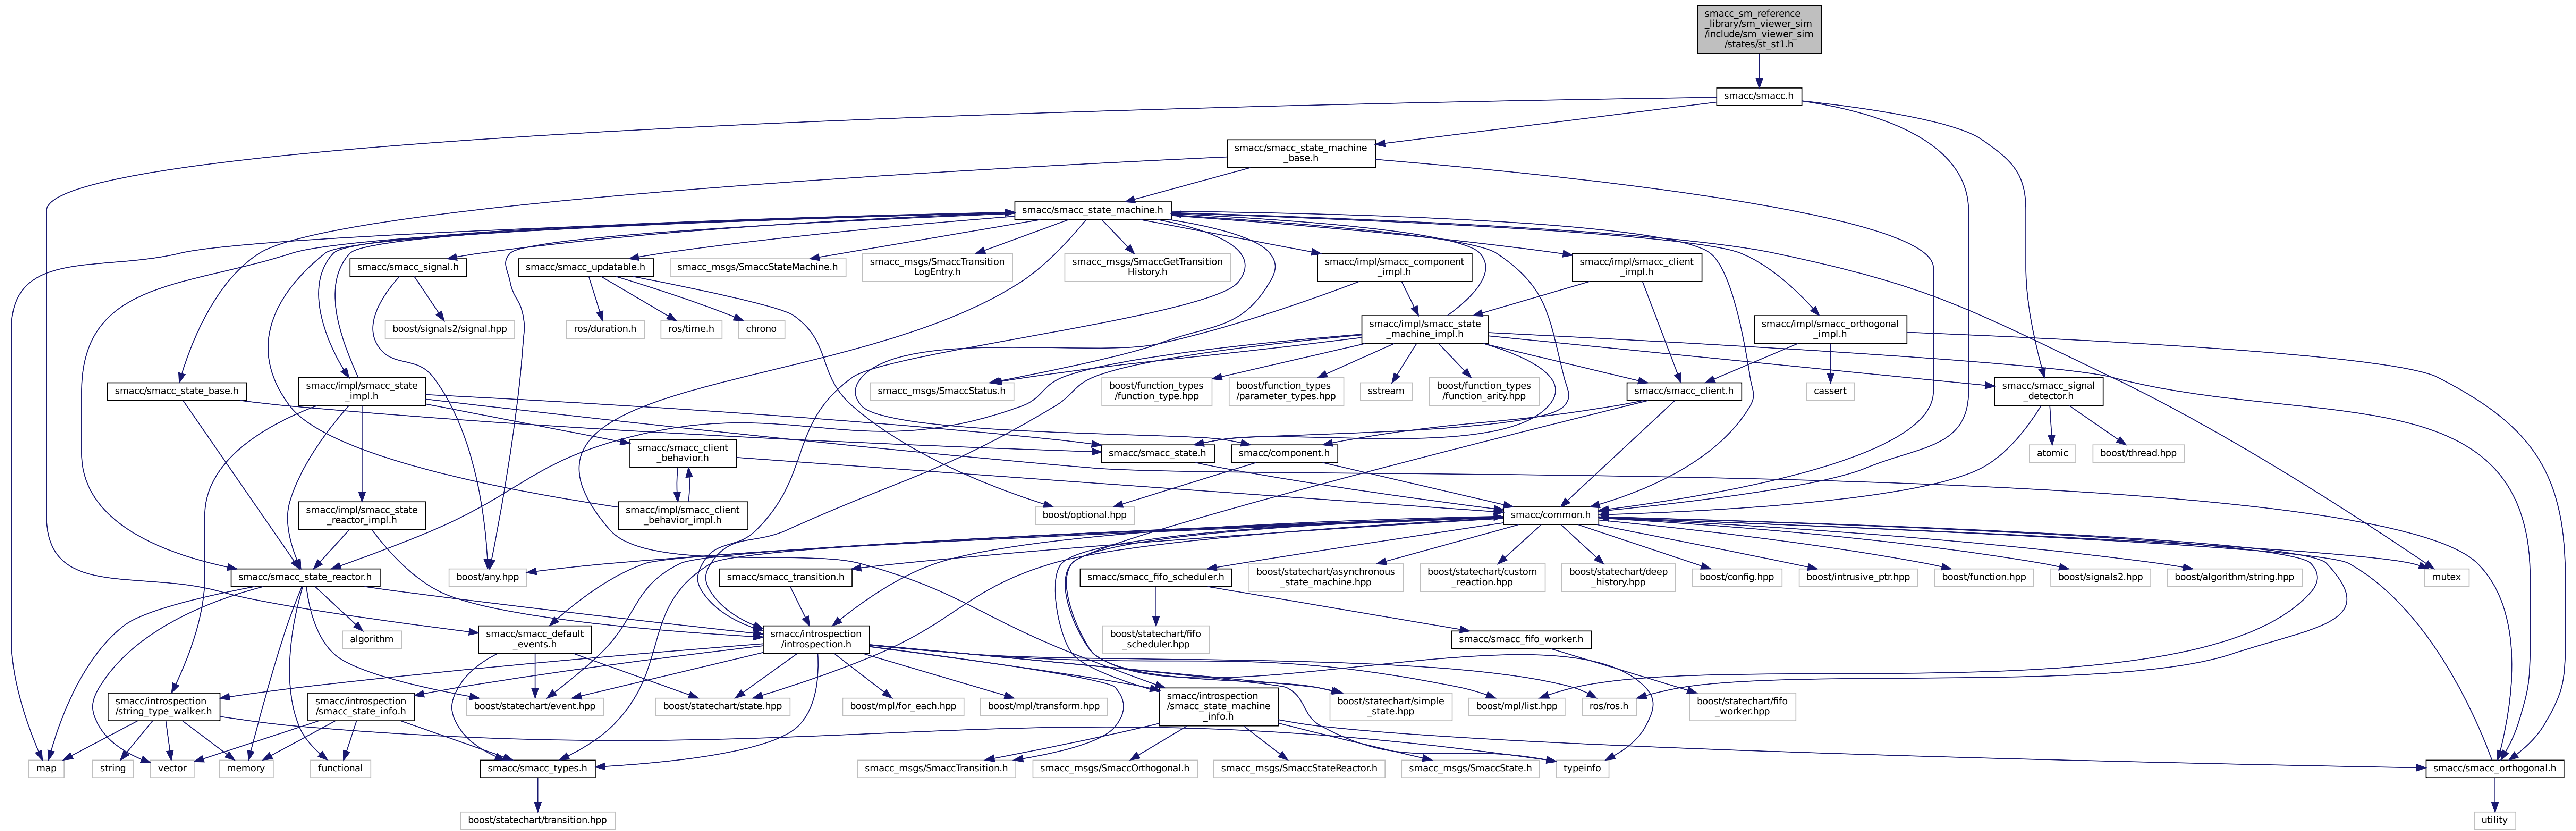 smacc_sm_reference
_library/sm_viewer_sim
/include/sm_viewer_sim
/states/st_st1.h
smacc/smacc.h
smacc/smacc_state_machine
_base.h
smacc/smacc_state_machine.h
smacc/smacc_signal.h
smacc/smacc_updatable.h
smacc_msgs/SmaccStateMachine.h
smacc_msgs/SmaccTransition
LogEntry.h
smacc_msgs/SmaccGetTransition
History.h
smacc/impl/smacc_component
_impl.h
smacc/impl/smacc_client
_impl.h
boost/signals2/signal.hpp
ros/duration.h
ros/time.h
chrono
smacc/impl/smacc_state
_machine_impl.h
smacc/impl/smacc_orthogonal
_impl.h
smacc/smacc_state_base.h
smacc/impl/smacc_state
_impl.h
smacc_msgs/SmaccStatus.h
boost/function_types
/function_type.hpp
boost/function_types
/parameter_types.hpp
sstream
boost/function_types
/function_arity.hpp
smacc/smacc_client.h
cassert
smacc/smacc_signal
_detector.h
smacc/smacc_client
_behavior.h
smacc/smacc_state.h
smacc/component.h
atomic
boost/thread.hpp
smacc/impl/smacc_state
_reactor_impl.h
smacc/impl/smacc_client
_behavior_impl.h
boost/optional.hpp
smacc/common.h
smacc/smacc_state_reactor.h
boost/any.hpp
smacc/smacc_transition.h
smacc/smacc_fifo_scheduler.h
boost/statechart/asynchronous
_state_machine.hpp
boost/statechart/custom
_reaction.hpp
boost/statechart/deep
_history.hpp
boost/config.hpp
boost/intrusive_ptr.hpp
boost/function.hpp
boost/signals2.hpp
boost/algorithm/string.hpp
mutex
algorithm
smacc/smacc_default
_events.h
smacc/introspection
/introspection.h
boost/statechart/fifo
_scheduler.hpp
smacc/smacc_fifo_worker.h
smacc/introspection
/string_type_walker.h
smacc/introspection
/smacc_state_info.h
boost/statechart/event.hpp
boost/statechart/state.hpp
boost/mpl/for_each.hpp
boost/mpl/transform.hpp
smacc/introspection
/smacc_state_machine
_info.h
boost/statechart/simple
_state.hpp
boost/mpl/list.hpp
ros/ros.h
boost/statechart/fifo
_worker.hpp
map
string
vector
memory
functional
smacc/smacc_types.h
smacc_msgs/SmaccTransition.h
smacc_msgs/SmaccOrthogonal.h
smacc_msgs/SmaccStateReactor.h
smacc_msgs/SmaccState.h
typeinfo
smacc/smacc_orthogonal.h
boost/statechart/transition.hpp
utility